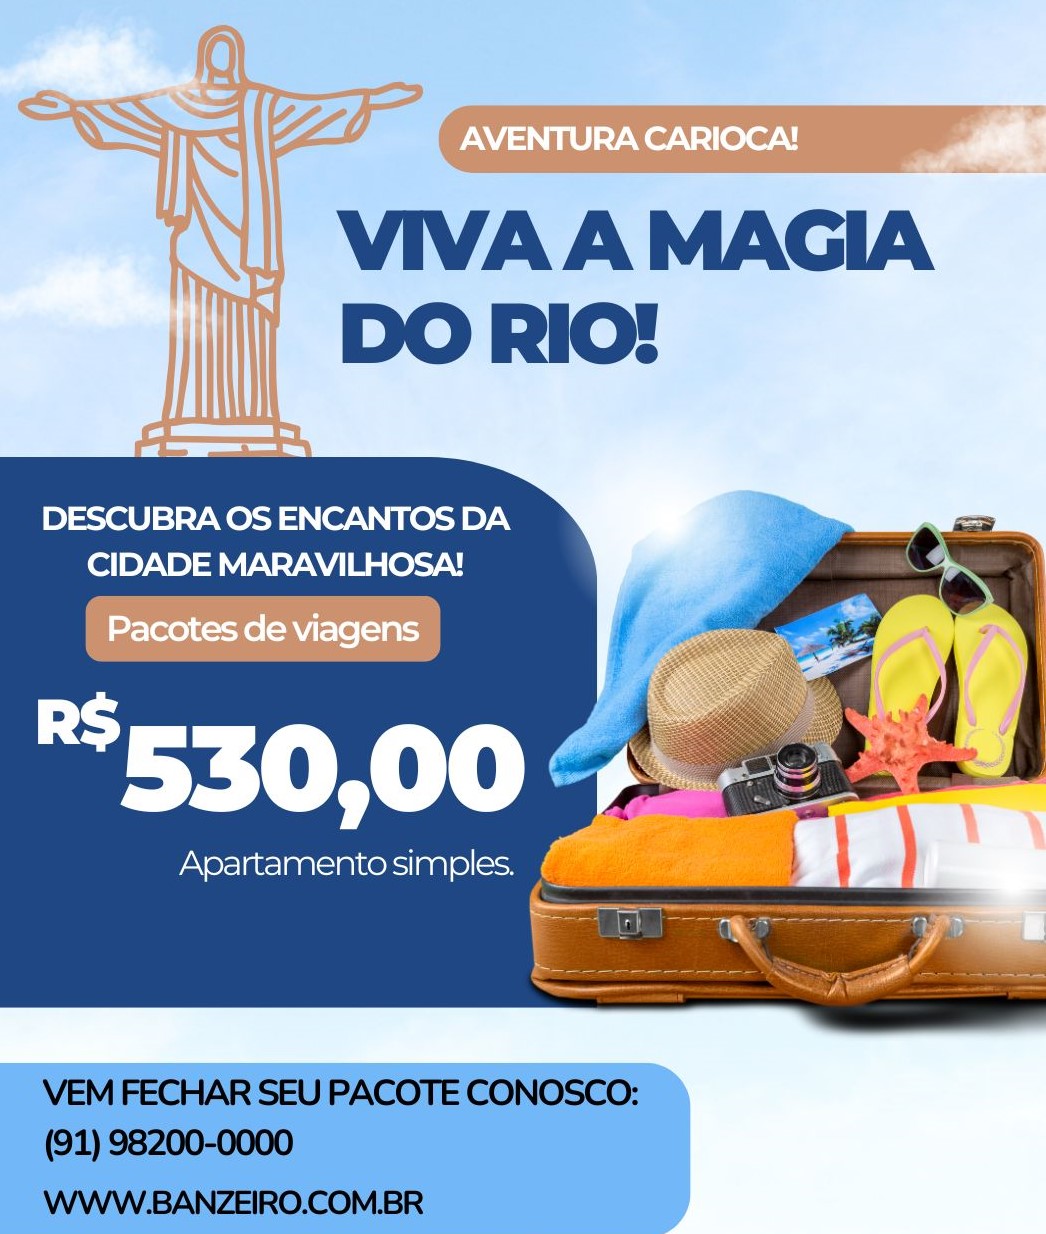 AVENTURA CARIOCA!
VIVA A MAGIA
DO RIO!
DESCUBRA OS ENCANTOS DA
CIDADE MARAVILHOSA!
Pacotes de viagens
R$530,00
Apartamento simples.
VEM FECHAR SEU PACOTE CONOSCO:
(91) 98200-0000
WWW.BANZEIRO.COM.BR